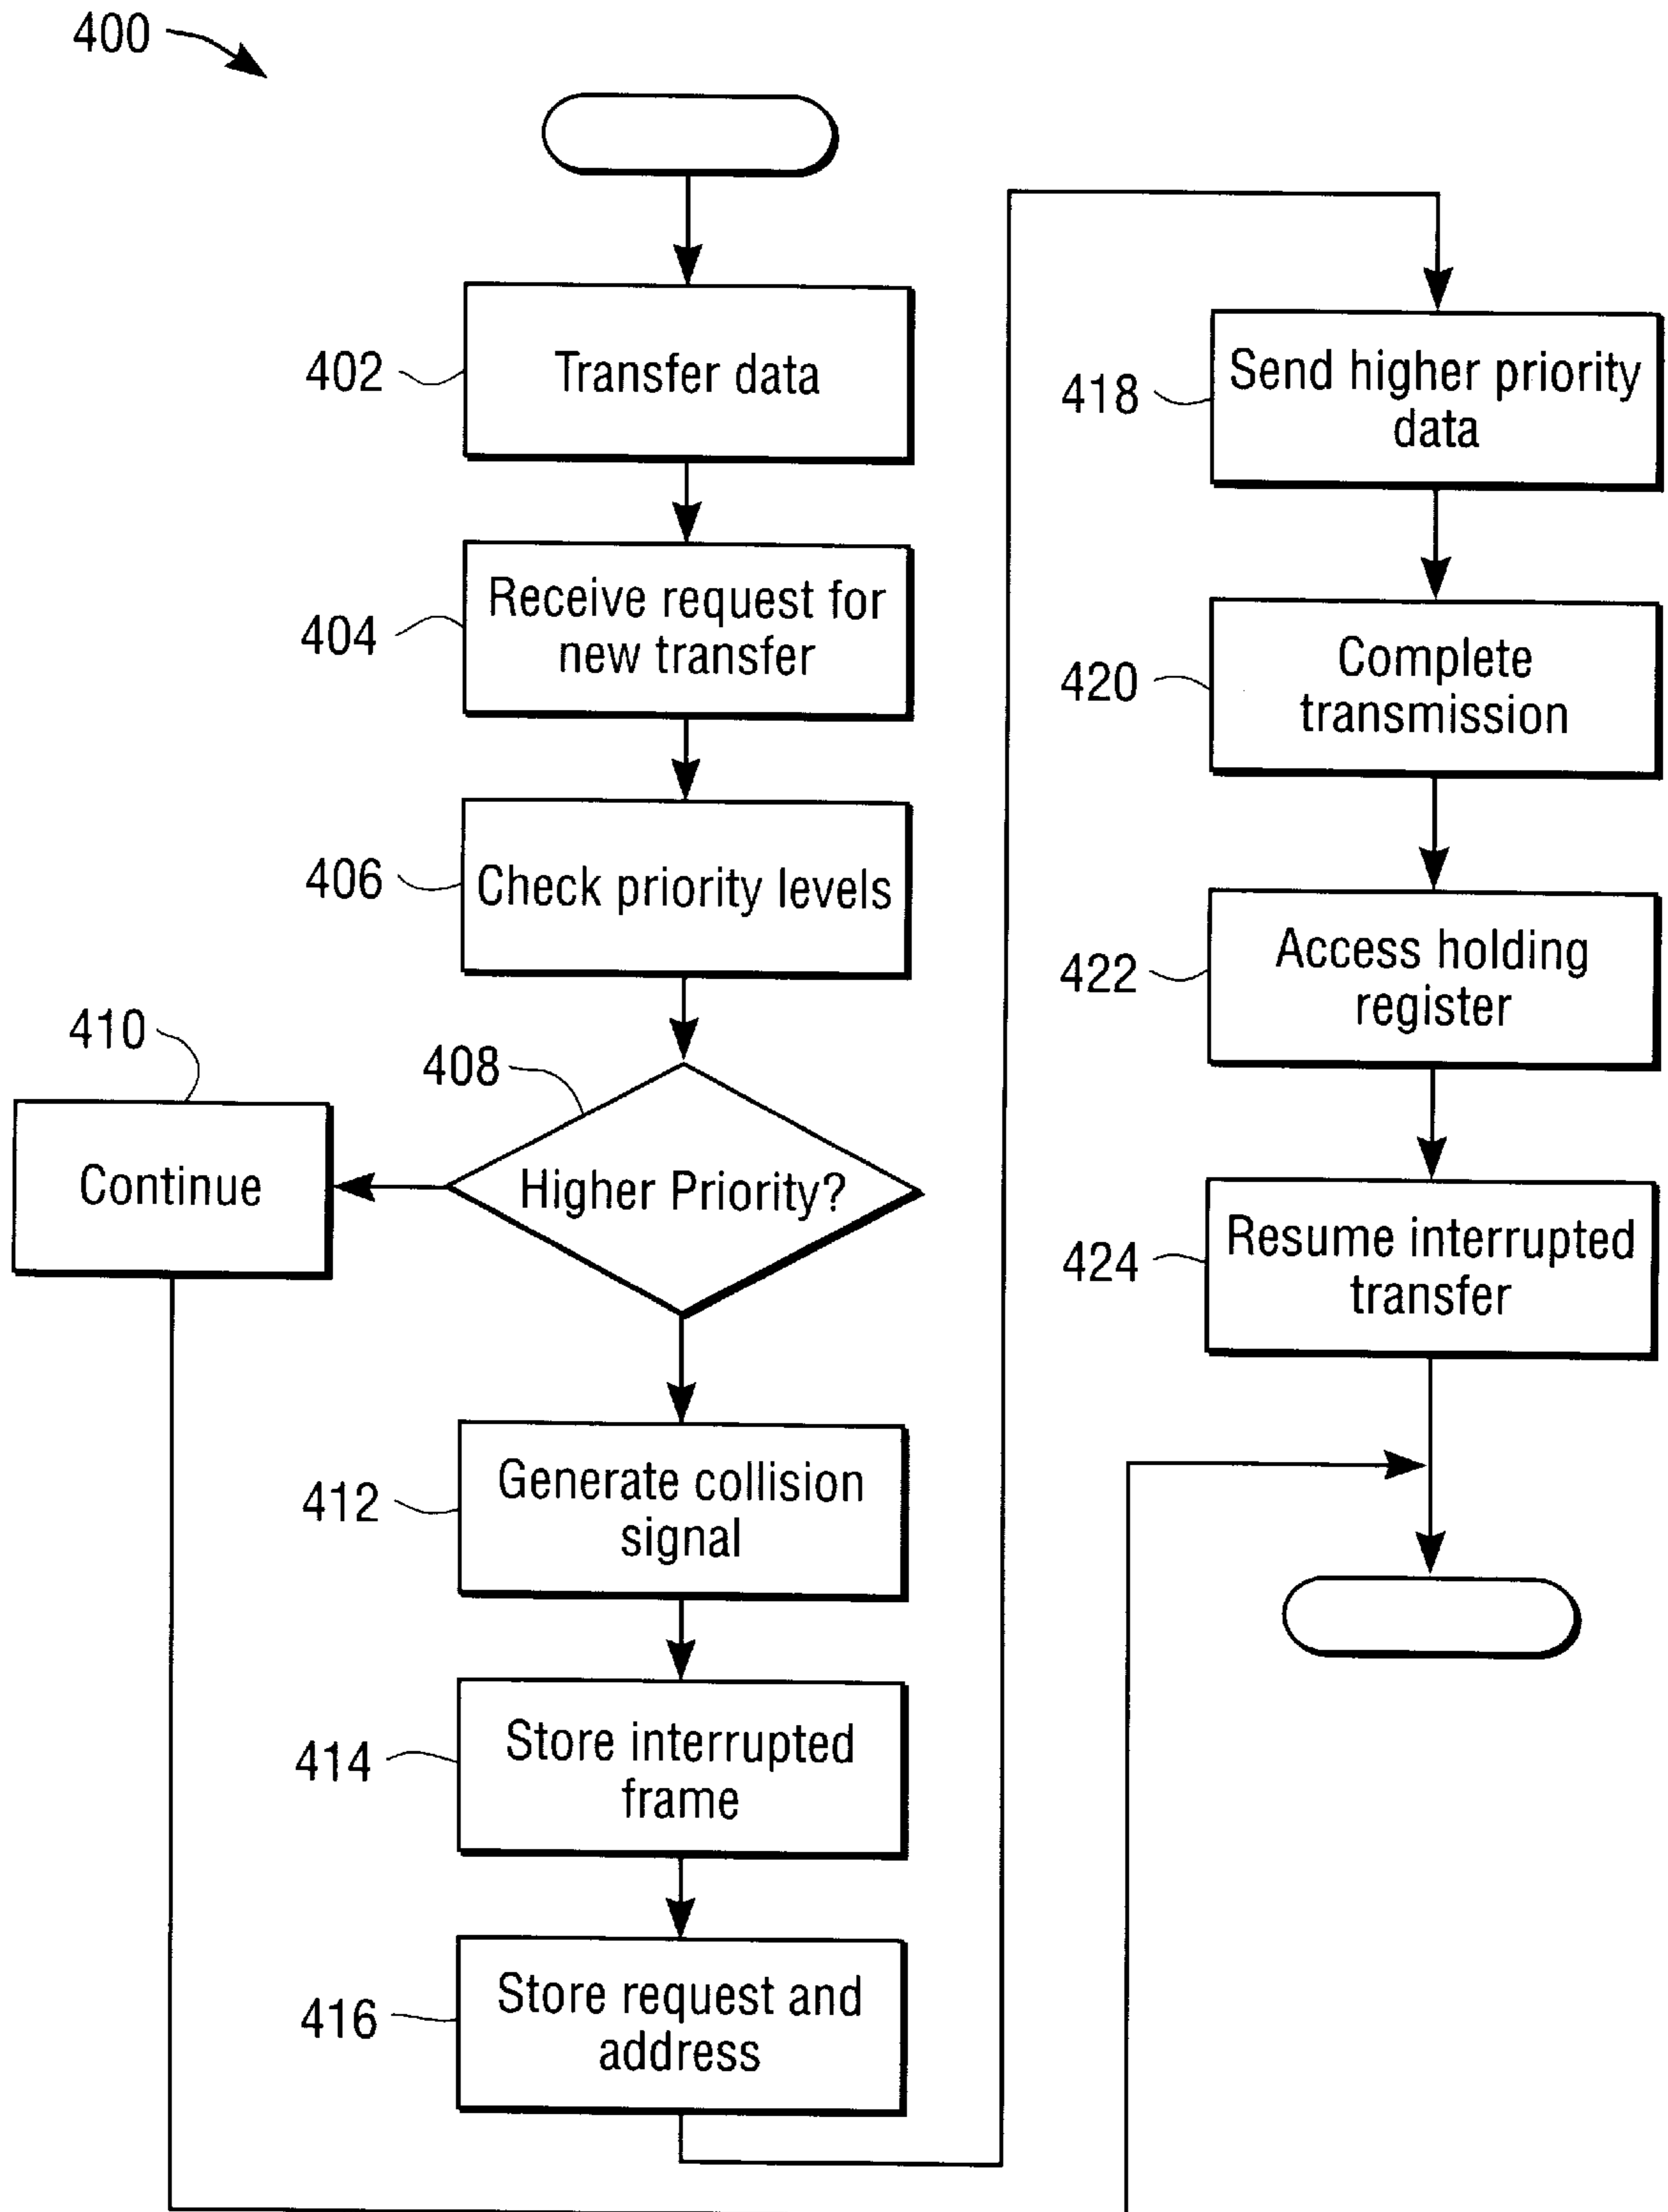 400
402
Transfer data
404
Receive request for
new transfer
406
Check priority levels
408
Higher Priority?
410
Continue
412
Generate collision
signal
414
Store interrupted
frame
416
Store request and
address
418
Send higher priority
data
420
Complete
transmission
422
Access holding
register
424
Resume interrupted
transfer